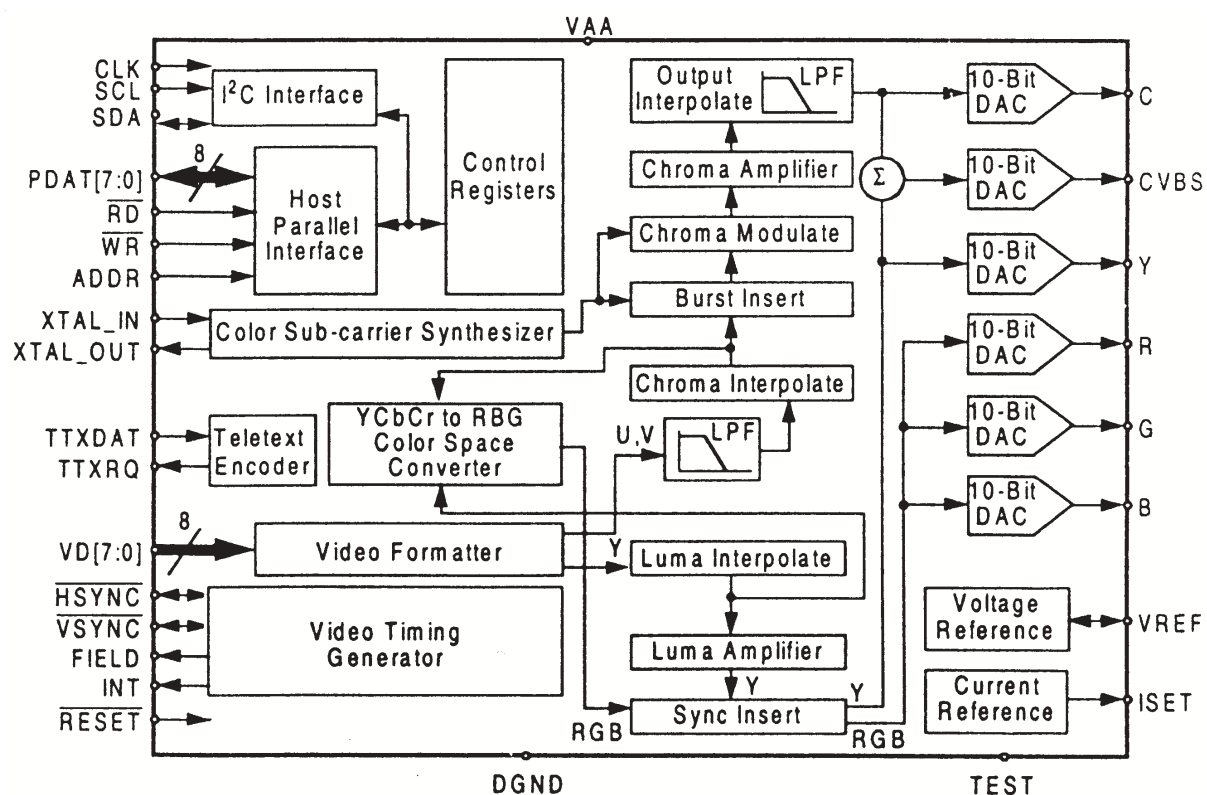 VAA
CLK
SCL
SDA
I²C Interface
8
PDAT[7:0]
RD
WR
ADDR
Host
Parallel
Interface
Control
Registers
XTAL_IN
XTAL_OUT
Color Sub-carrier Synthesizer
TTXDAT
TTXRQ
Teletext
Encoder
YCbCr to RBG
Color Space
Converter
8
VD[7:0]
Video Formatter
HSYNC
VSYNC
FIELD
INT
RESET
Video Timing
Generator
Output
Interpolate
LPF
Chroma Amplifier
Chroma Modulate
Burst Insert
Chroma Interpolate
U,V
LPF
Y
Luma Interpolate
Luma Amplifier
Y
Sync Insert
RGB
Y
RGB
Σ
10-Bit
DAC
C
10-Bit
DAC
CVBS
10-Bit
DAC
Y
10-Bit
DAC
R
10-Bit
DAC
G
10-Bit
DAC
B
Voltage
Reference
VREF
Current
Reference
ISET
DGND
TEST